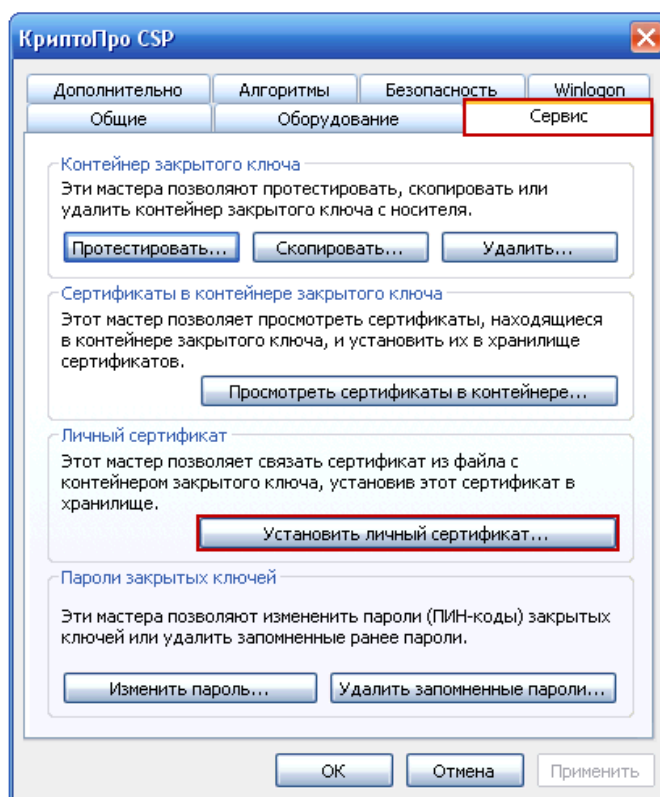 КриптоПро CSP
Дополнительно Алгоритмы Безопасность Winlogon
Общие Оборудование Сервис
Контейнер закрытого ключа
Эти мастера позволяют протестировать, скопировать или
удалить контейнер закрытого ключа с носителя.
Протестировать... Скопировать... Удалить...
Сертификаты в контейнере закрытого ключа
Этот мастер позволяет просмотреть сертификаты, находящиеся
в контейнере закрытого ключа, и установить их в хранилище
сертификатов.
Просмотреть сертификаты в контейнере...
Личный сертификат
Этот мастер позволяет связать сертификат из файла с
контейнером закрытого ключа, установив этот сертификат в
хранилище.
Установить личный сертификат...
Пароли закрытых ключей
Эти мастера позволяют измененить пароли (ПИН-коды) закрытых
ключей или удалить запомненные ранее пароли.
Изменить пароль... Удалить запомненные пароли...
ОК Отмена Применить